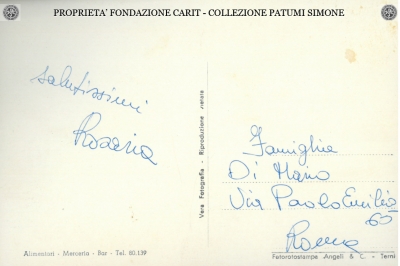 PROPRIETA' FONDAZIONE CARIT - COLLEZIONE PATUMI SIMONE
salutissimi
Rosaria
Vera Fotografia - Riproduzione vietata
Famiglia
Di Mario
Via Paolo Emilio
60
Roma
Alimentari - Merceria - Bar - Tel. 60.139
Fotorotostampe Angeli & C. - Terni